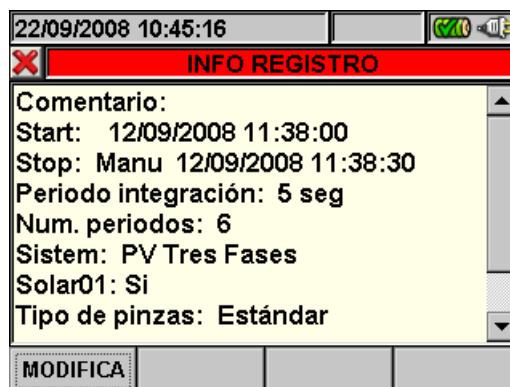 22/09/2008 10:45:16
INFO REGISTRO
Comentario:
Start: 12/09/2008 11:38:00
Stop: Manu 12/09/2008 11:38:30
Periodo integración: 5 seg
Num. periodos: 6
Sistem: PV Tres Fases
Solar01: Si
Tipo de pinzas: Estándar
MODIFICA